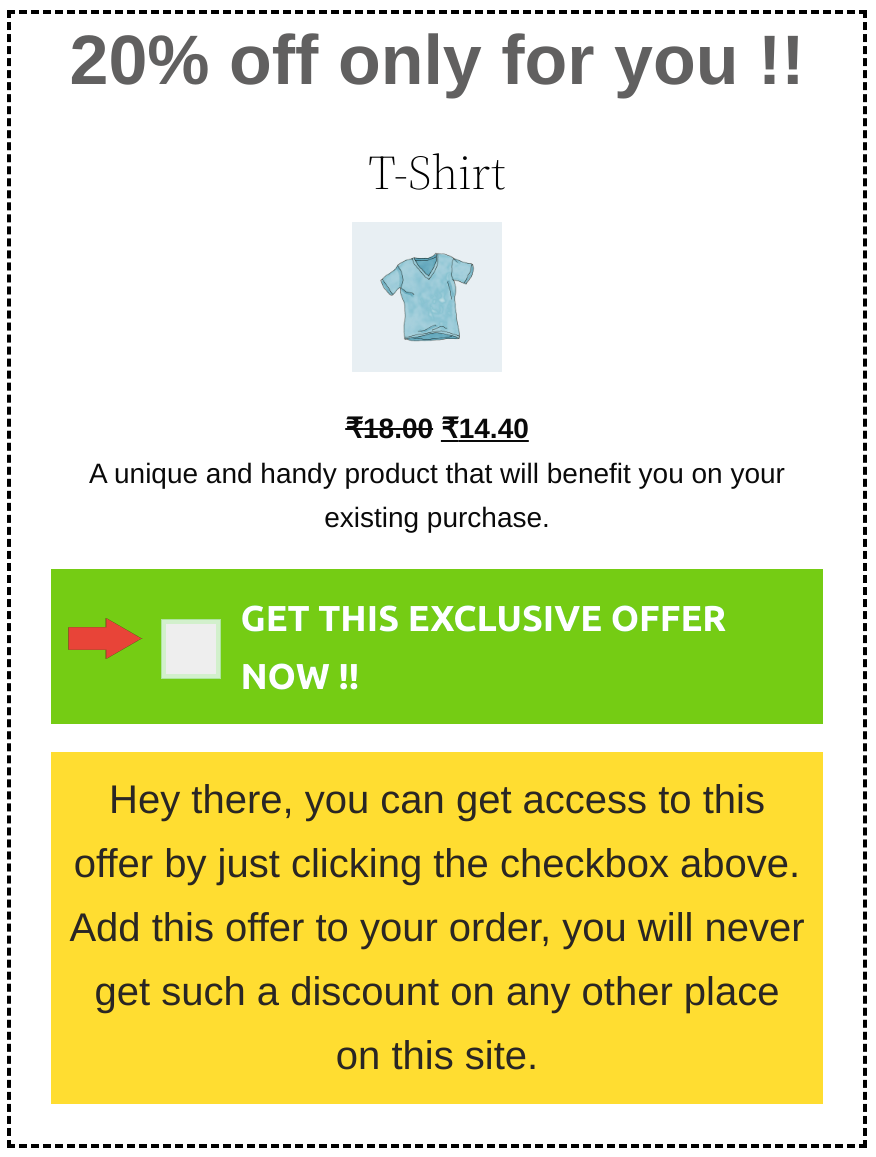 20% off only for you !!
T-Shirt
₹18.00 ₹14.40
A unique and handy product that will benefit you on your
existing purchase.
GET THIS EXCLUSIVE OFFER
NOW !!
Hey there, you can get access to this
offer by just clicking the checkbox above.
Add this offer to your order, you will never
get such a discount on any other place
on this site.